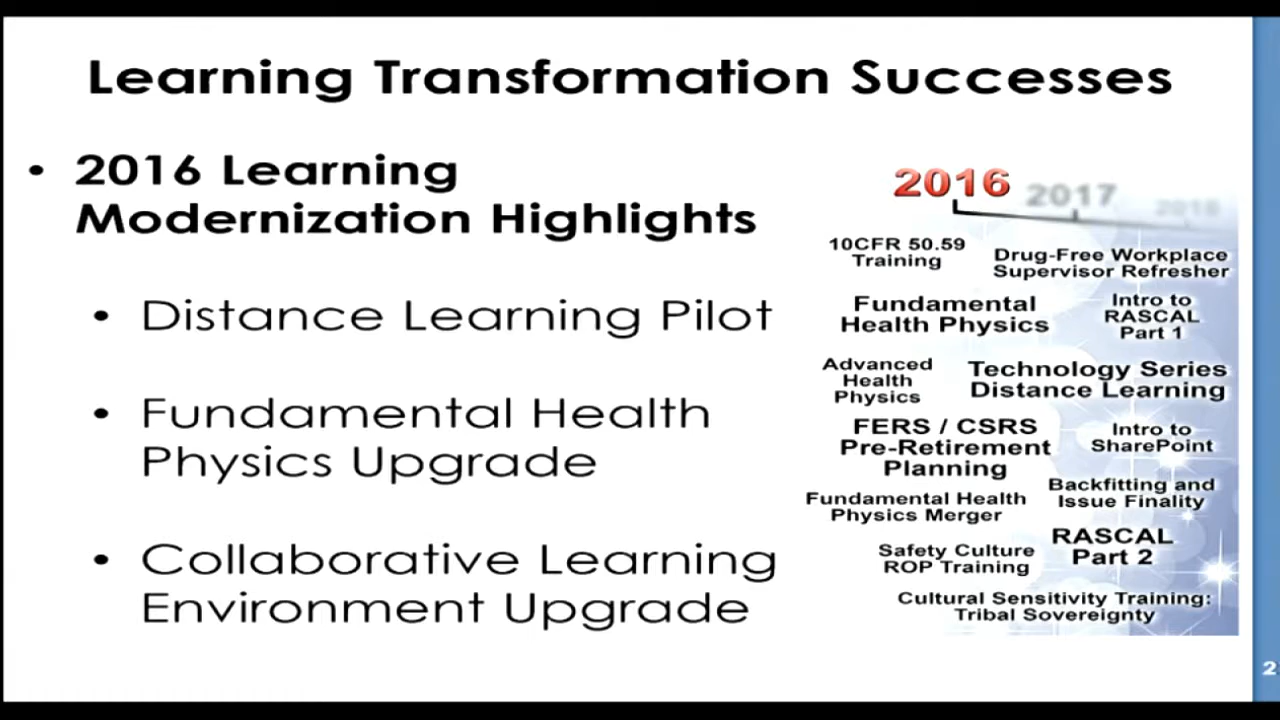 Learning Transformation Successes
• 2016 Learning
Modernization Highlights
• Distance Learning Pilot
• Fundamental Health
Physics Upgrade
• Collaborative Learning
Environment Upgrade
2016 2017 2018
10CFR 50.59
Training
Drug-Free Workplace
Supervisor Refresher
Fundamental
Health Physics
Intro to
RASCAL
Part 1
Advanced
Health
Physics
Technology Series
Distance Learning
FERS / CSRS
Pre-Retirement
Planning
Intro to
SharePoint
Fundamental Health
Physics Merger
Backfitting and
Issue Finality
Safety Culture
ROP Training
RASCAL
Part 2
Cultural Sensitivity Training:
Tribal Sovereignty